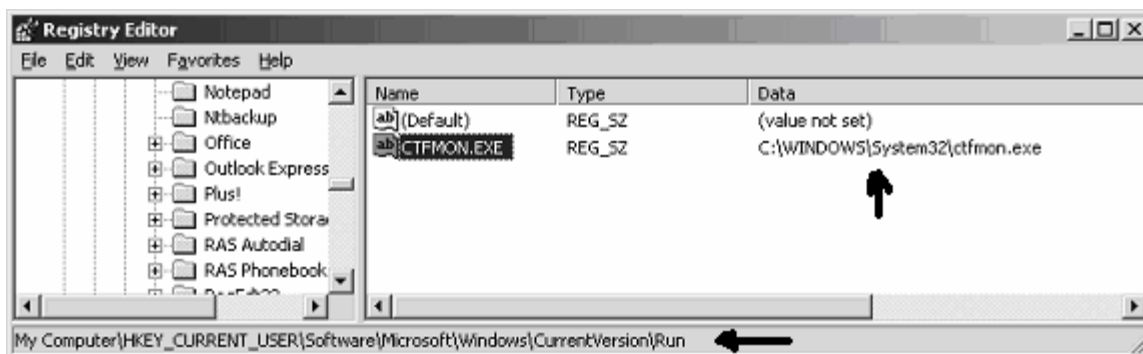 Registry Editor
File Edit View Favorites Help
Notepad
Ntbackup
Office
Outlook Express
Plus!
Protected Stora
RAS Autodial
RAS Phonebook
Name Type Data
(Default) REG_SZ (value not set)
CTFMON.EXE REG_SZ C:\WINDOWS\System32\ctfmon.exe
My Computer\HKEY_CURRENT_USER\Software\Microsoft\Windows\CurrentVersion\Run